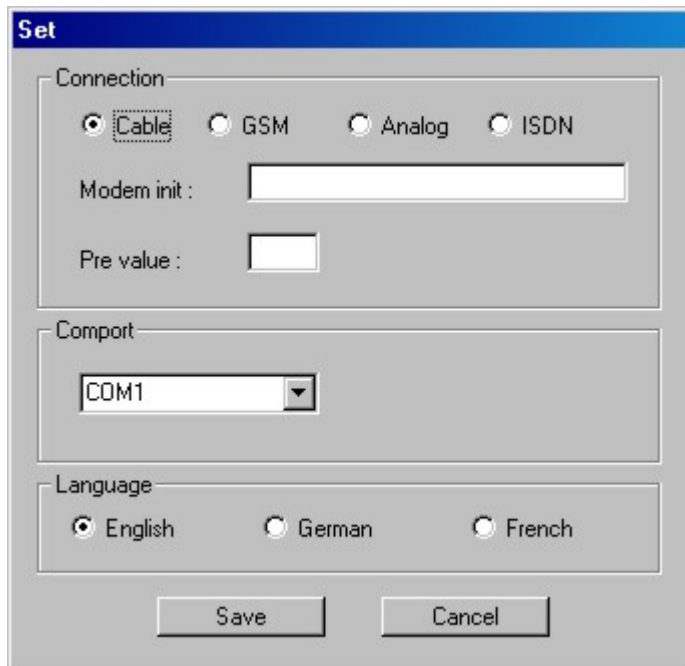 Set
Connection
Cable GSM Analog ISDN
Modem init :
Pre value :
Comport
COM1
Language
English German French
Save Cancel